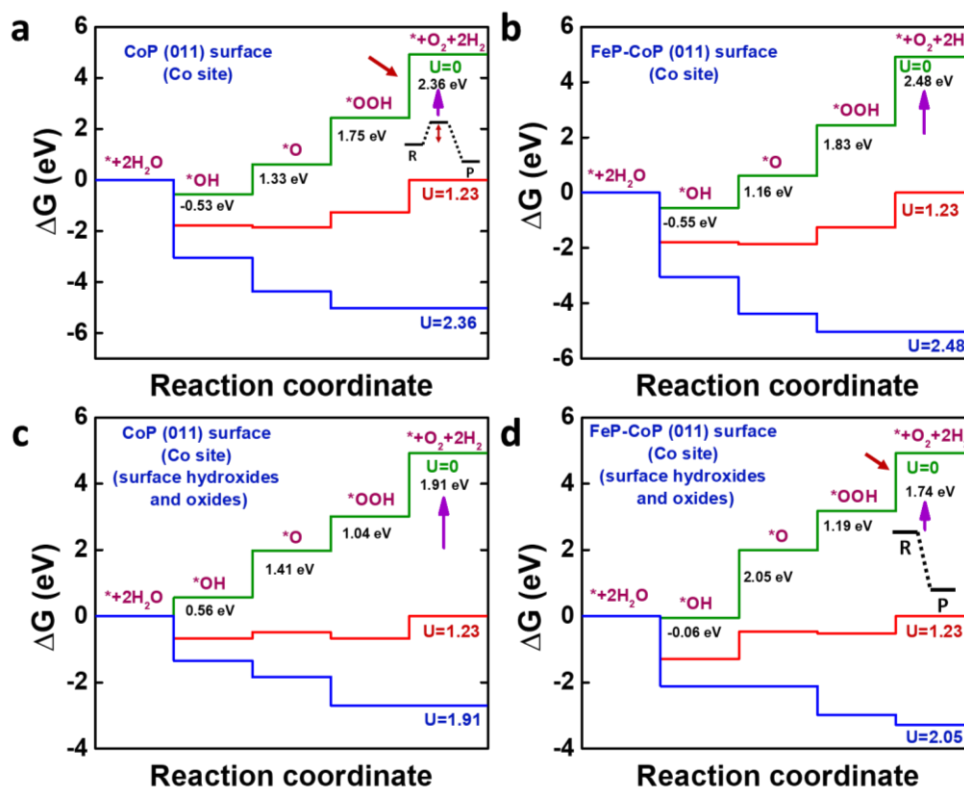 a
CoP (011) surface
(Co site)
*+O2+2H2
U=0
2.36 eV
*OOH
1.75 eV
*O
1.33 eV
*+2H2O
*OH
-0.53 eV
R
P
U=1.23
U=2.36
6
4
2
0
-2
-4
-6
ΔG (eV)
Reaction coordinate
b
FeP-CoP (011) surface
(Co site)
*+O2+2H
U=0
2.48 eV
*OOH
1.83 eV
*O
1.16 eV
*+2H2O
*OH
-0.55 eV
U=1.23
U=2.48
6
4
2
0
-2
-4
-6
ΔG (eV)
Reaction coordinate
c
CoP (011) surface
(Co site)
(surface hydroxides
and oxides)
*+O2+2H2
U=0
1.91 eV
*OOH
1.04 eV
*O
1.41 eV
*+2H2O
*OH
0.56 eV
U=1.23
U=1.91
6
4
2
0
-2
-4
ΔG (eV)
Reaction coordinate
d
FeP-CoP (011) surface
(Co site)
(surface hydroxides
and oxides)
*+O2+2H
U=0
1.74 eV
*OOH
1.19 eV
*O
2.05 eV
*+2H2O
*OH
-0.06 eV
R
P
U=1.23
U=2.05
6
4
2
0
-2
-4
ΔG (eV)
Reaction coordinate